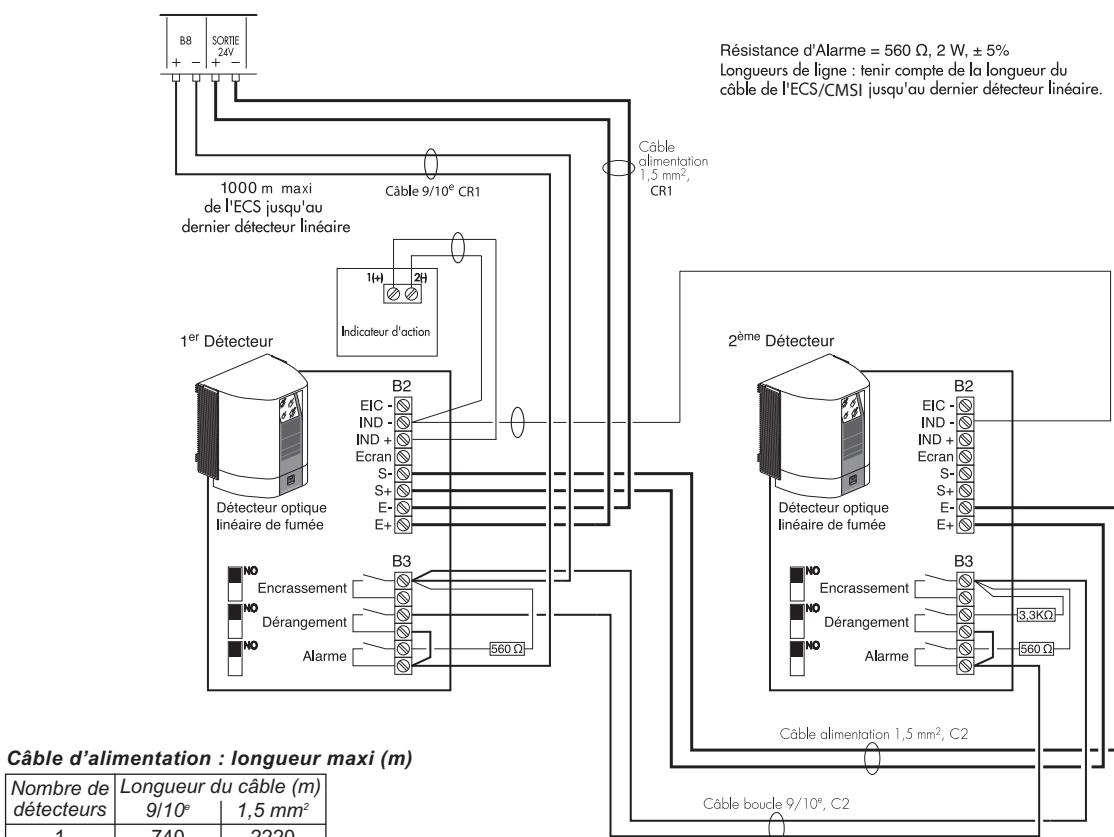 B8 SORTIE
24V
+ − + −
Résistance d'Alarme = 560 Ω, 2 W, ± 5%
Longueurs de ligne : tenir compte de la longueur du
câble de l'ECS/CMSI jusqu'au dernier détecteur linéaire.
Câble
alimentation
1,5 mm²,
CR1
1000 m maxi
de l'ECS jusqu'au
dernier détecteur linéaire
Câble 9/10e CR1
1(+) 2(-)
Indicateur d'action
1er Détecteur
B2
EIC -
IND -
IND +
Ecran
S-
S+
E-
E+
Détecteur optique
linéaire de fumée
B3
NO
Encrassement
NO
Dérangement
NO
Alarme
560 Ω
2ème Détecteur
B2
EIC -
IND -
IND +
Ecran
S-
S+
E-
E+
Détecteur optique
linéaire de fumée
B3
NO
Encrassement
NO
Dérangement
3,3KΩ
NO
Alarme
560 Ω
Câble alimentation 1,5 mm², C2
Câble boucle 9/10e, C2
Câble d'alimentation : longueur maxi (m)
Nombre de Longueur du câble (m)
détecteurs 9/10e 1,5 mm²
1 740 2220